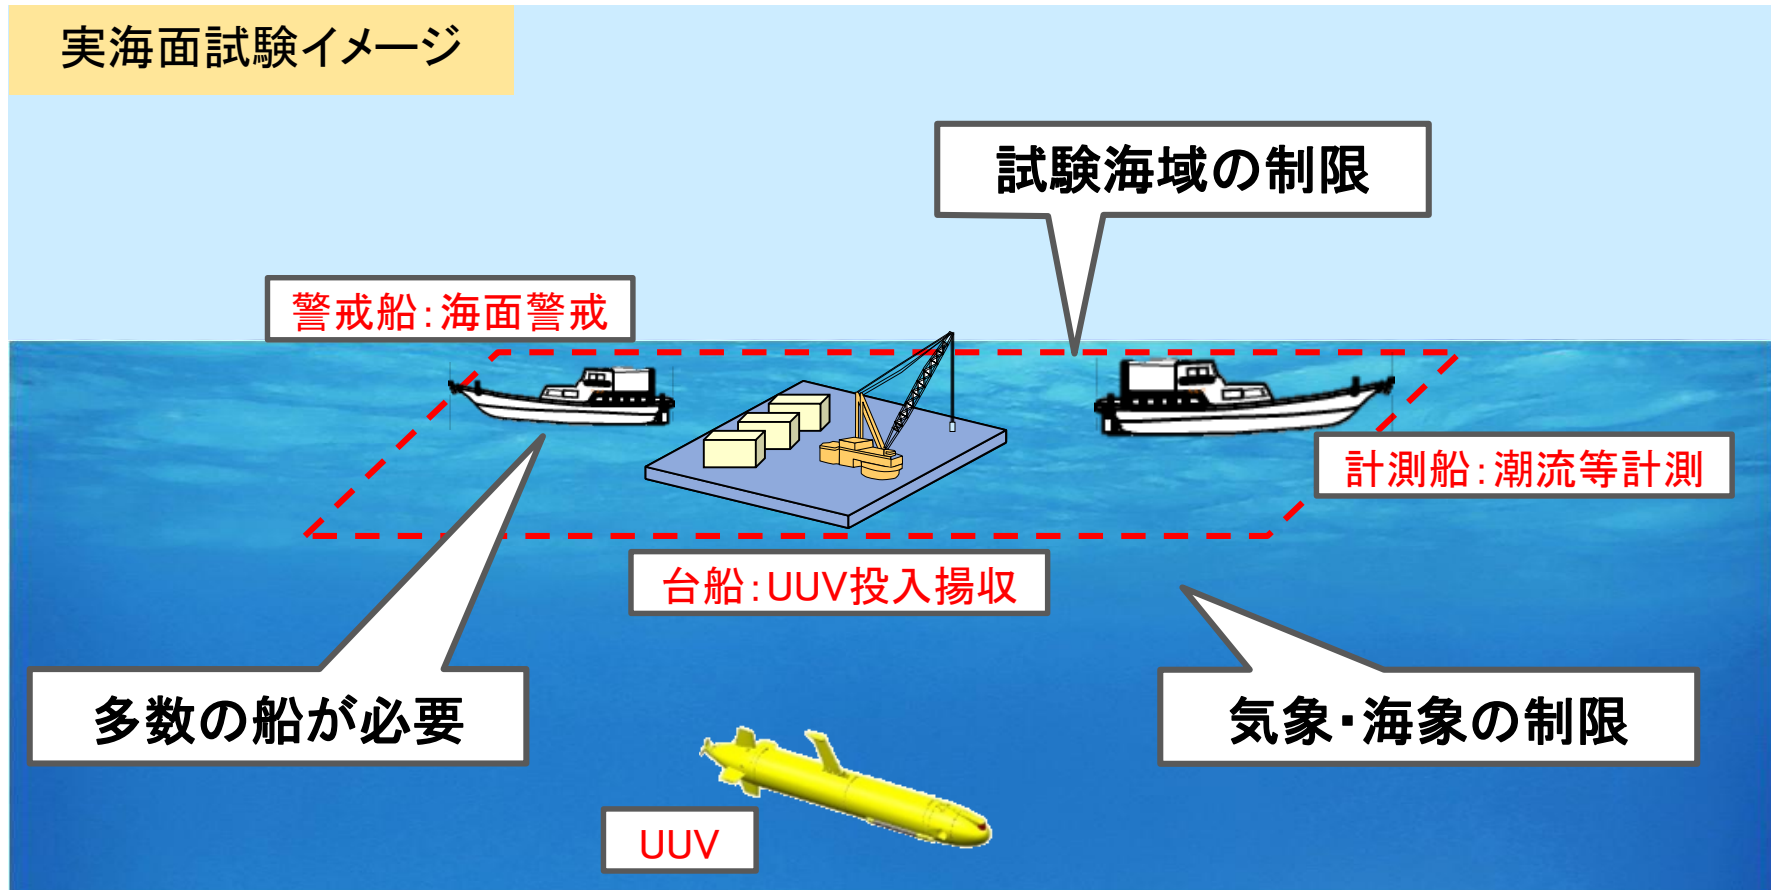 実海面試験イメージ
試験海域の制限
警戒船:海面警戒
計測船:潮流等計測
台船:UUV投入揚収
多数の船が必要
気象・海象の制限
UUV